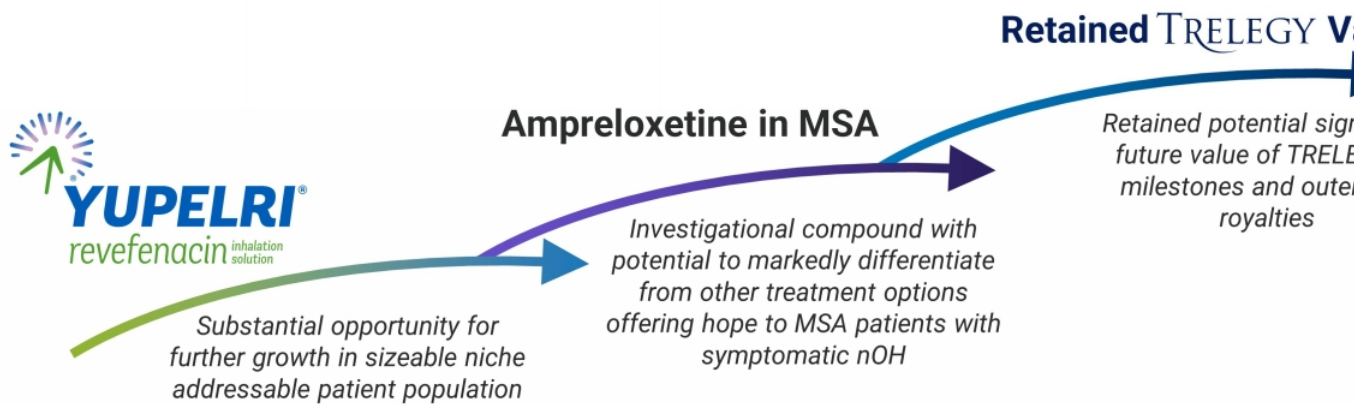 YUPELRI®
revefenacin inhalation solution
Substantial opportunity for
further growth in sizeable niche
addressable patient population
Ampreloxetine in MSA
Investigational compound with
potential to markedly differentiate
from other treatment options
offering hope to MSA patients with
symptomatic nOH
Retained TRELEGY
Retained potential
future value of
milestones and
royalties